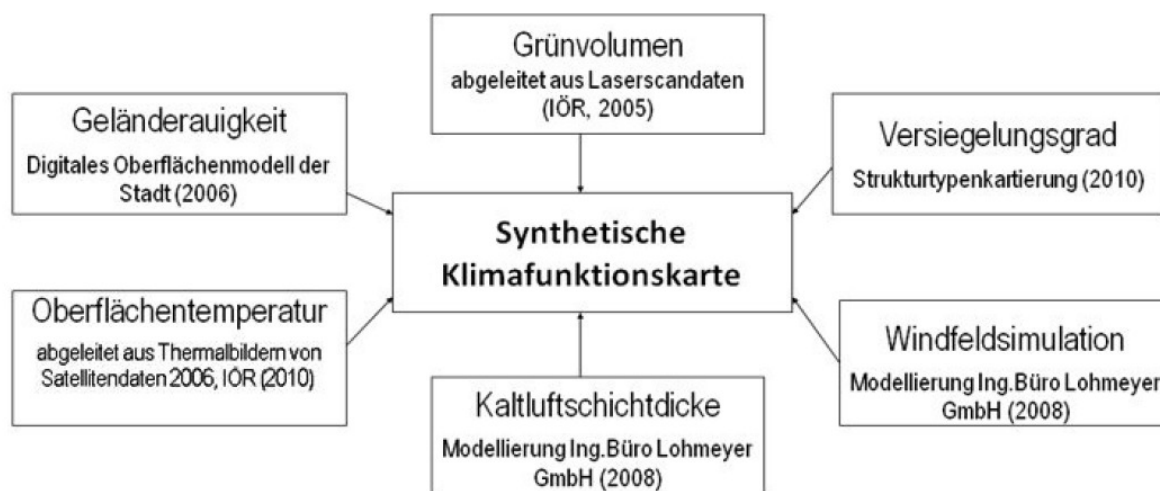 Grünvolumen
abgeleitet aus Laserscandaten
(IÖR, 2005)
Geländerauigkeit
Digitales Oberflächenmodell der
Stadt (2006)
Versiegelungsgrad
Strukturtypenkartierung (2010)
Synthetische
Klimafunktionskarte
Oberflächentemperatur
abgeleitet aus Thermalbildern von
Satellitendaten 2006, IÖR (2010)
Kaltluftschichtdicke
Modellierung Ing.Büro Lohmeyer
GmbH (2008)
Windfeldsimulation
Modellierung Ing.Büro Lohmeyer
GmbH (2008)